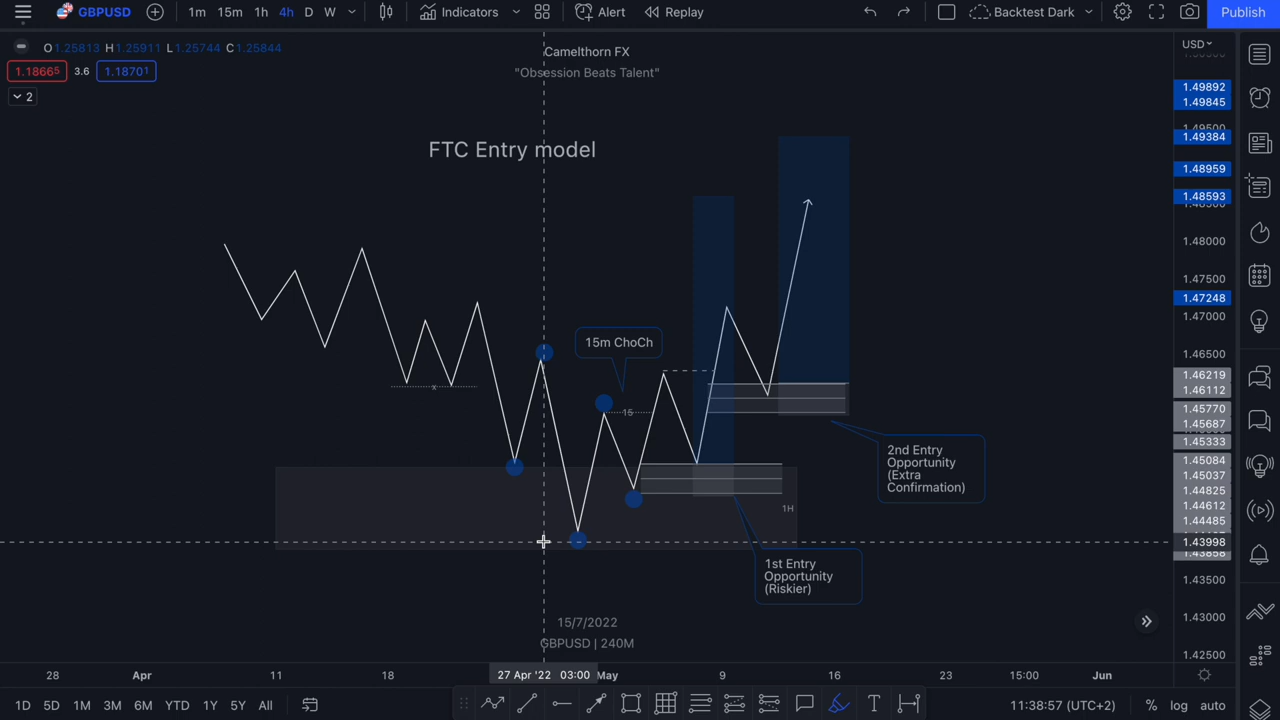 GBPUSD
1m 15m 1h 4h D W
Indicators
Alert
Replay
Backtest Dark
Publish
O1.25813 H1.25911 L1.25744 C1.25844
1.18665 3.6 1.18701
2
Camelthorn FX
"Obsession Beats Talent"
FTC Entry model
x
15m ChoCh
15
2nd Entry
Opportunity
(Extra
Confirmation)
1H
1st Entry
Opportunity
(Riskier)
15/7/2022
GBPUSD | 240M
USD
1.49892
1.49845
1.49500
1.49384
1.48959
1.48593
1.48000
1.47500
1.47248
1.47000
1.46500
1.46219
1.46112
1.45770
1.45687
1.45333
1.45084
1.45037
1.44825
1.44612
1.44485
1.43998
1.43858
1.43500
1.43000
1.42500
28 Apr 11 18 27 Apr '22 03:00 May 9 16 23 15:00 Jun
1D 5D 1M 3M 6M YTD 1Y 5Y All
11:38:57 (UTC+2) % log auto